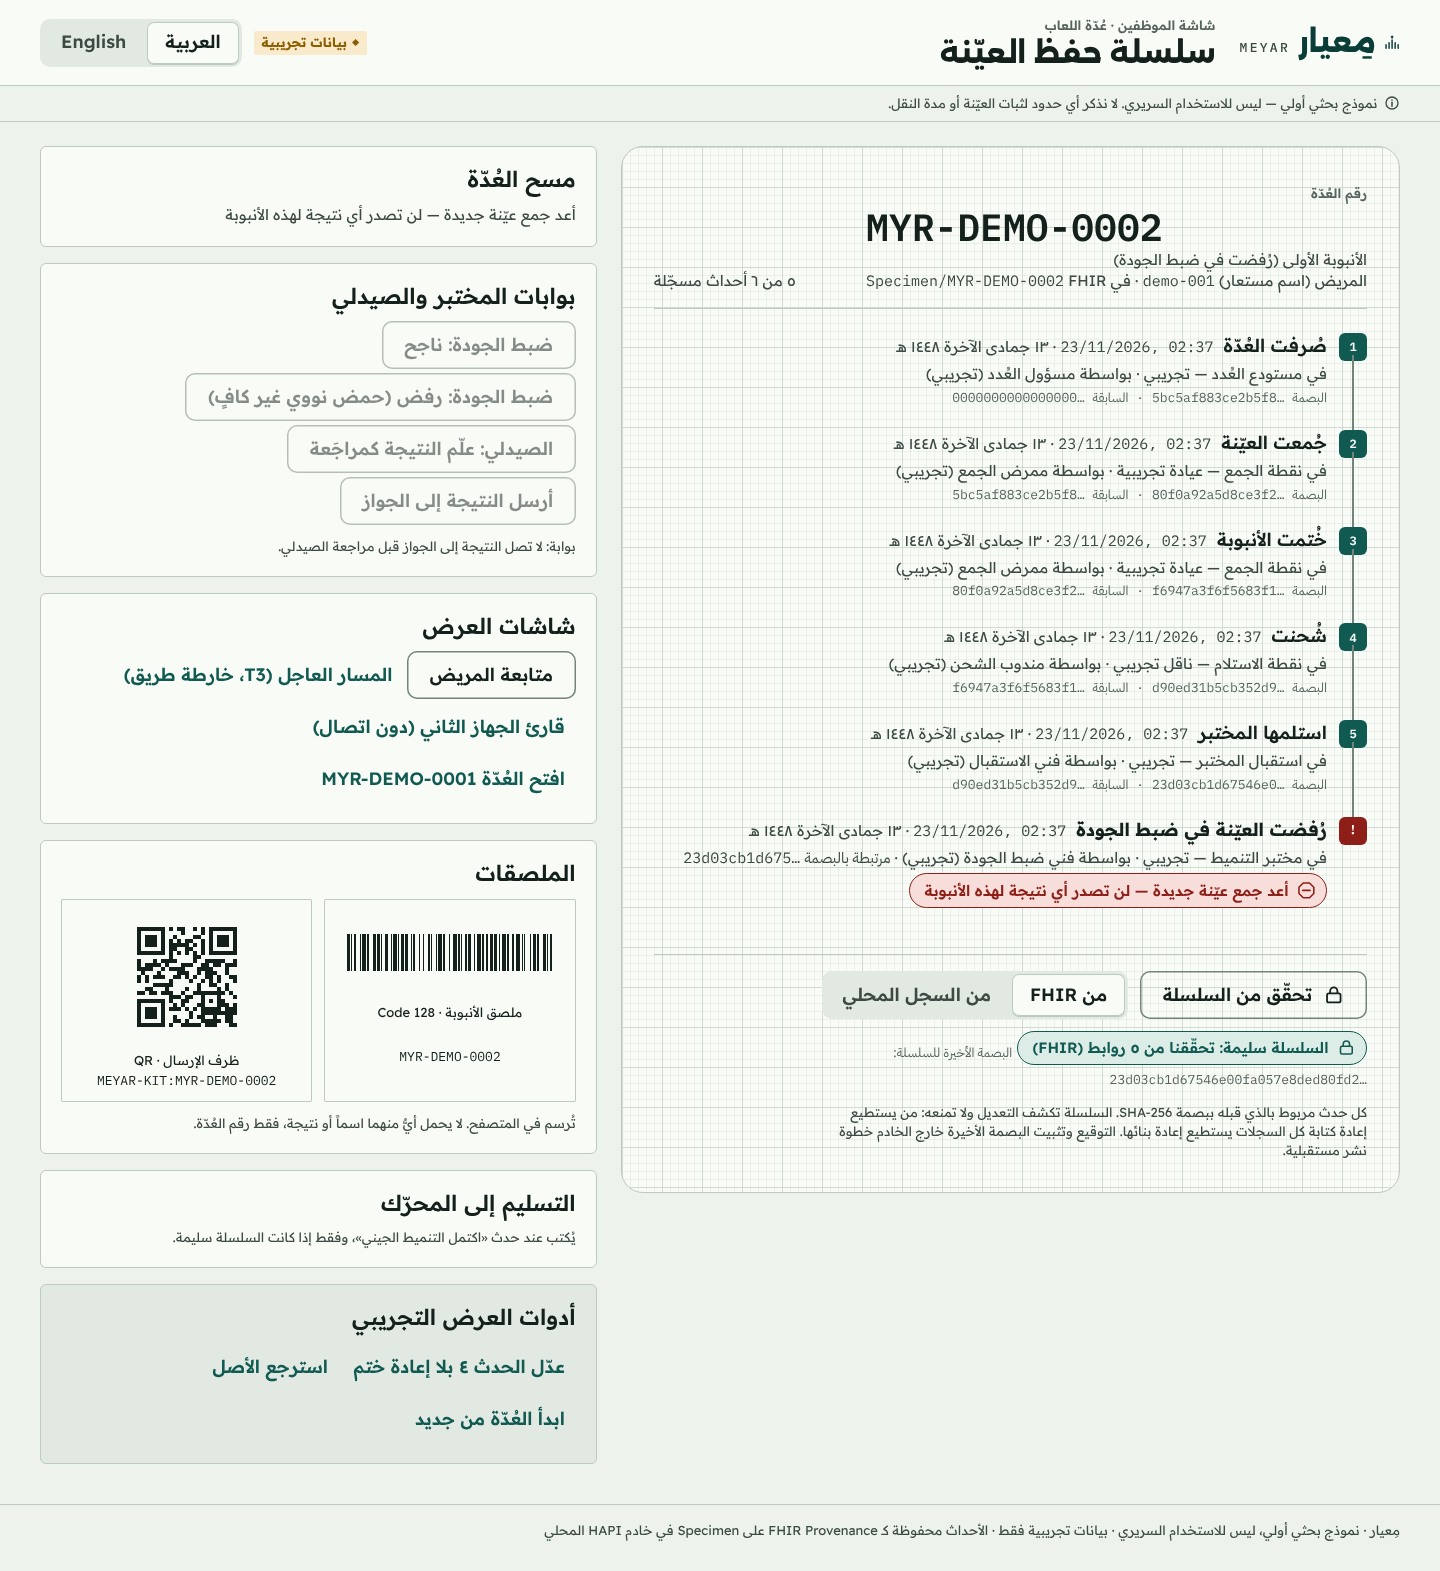 مِعيار MEYAR
شاشة الموظفين · عُدّة اللعاب
سلسلة حفظ العيّنة
بيانات تجريبية
العربية
English
نموذج بحثي أولي — ليس للاستخدام السريري. لا نذكر أي حدود لثبات العيّنة أو مدة النقل.
رقم العُدّة
MYR-DEMO-0002
الأنبوبة الأولى (رُفضت في ضبط الجودة)
المريض (اسم مستعار) demo-001 · في FHIR Specimen/MYR-DEMO-0002
٥ من ٦ أحداث مسجّلة
1
صُرفت العُدّة 23/11/2026, 02:37 · ١٣ جمادى الآخرة ١٤٤٨ هـ
في مستودع العُدد — تجريبي · بواسطة مسؤول العُدد (تجريبي)
البصمة 5bc5af883ce2b5f8… · السابقة 0000000000000000…
2
جُمعت العيّنة 23/11/2026, 02:37 · ١٣ جمادى الآخرة ١٤٤٨ هـ
في نقطة الجمع — عيادة تجريبية · بواسطة ممرض الجمع (تجريبي)
البصمة 80f0a92a5d8ce3f2… · السابقة 5bc5af883ce2b5f8…
3
خُتمت الأنبوبة 23/11/2026, 02:37 · ١٣ جمادى الآخرة ١٤٤٨ هـ
في نقطة الجمع — عيادة تجريبية · بواسطة ممرض الجمع (تجريبي)
البصمة f6947a3f6f5683f1… · السابقة 80f0a92a5d8ce3f2…
4
شُحنت 23/11/2026, 02:37 · ١٣ جمادى الآخرة ١٤٤٨ هـ
في نقطة الاستلام — ناقل تجريبي · بواسطة مندوب الشحن (تجريبي)
البصمة d90ed31b5cb352d9… · السابقة f6947a3f6f5683f1…
5
استلمها المختبر 23/11/2026, 02:37 · ١٣ جمادى الآخرة ١٤٤٨ هـ
في استقبال المختبر — تجريبي · بواسطة فني الاستقبال (تجريبي)
البصمة 23d03cb1d67546e0… · السابقة d90ed31b5cb352d9…
!
رُفضت العيّنة في ضبط الجودة 23/11/2026, 02:37 · ١٣ جمادى الآخرة ١٤٤٨ هـ
في مختبر التنميط — تجريبي · بواسطة فني ضبط الجودة (تجريبي) · مرتبطة بالبصمة 23d03cb1d675…
أعد جمع عيّنة جديدة — لن تصدر أي نتيجة لهذه الأنبوبة
تحقّق من السلسلة
من FHIR
من السجل المحلي
السلسلة سليمة: تحقّقنا من ٥ روابط (FHIR)
البصمة الأخيرة للسلسلة:
23d03cb1d67546e00fa057e8ded80fd2…
كل حدث مربوط بالذي قبله ببصمة SHA-256. السلسلة تكشف التعديل ولا تمنعه: من يستطيع
إعادة كتابة كل السجلات يستطيع إعادة بنائها. التوقيع وتثبيت البصمة الأخيرة خارج الخادم خطوة
نشر مستقبلية.
مسح العُدّة
أعد جمع عيّنة جديدة — لن تصدر أي نتيجة لهذه الأنبوبة
بوابات المختبر والصيدلي
ضبط الجودة: ناجح
ضبط الجودة: رفض (حمض نووي غير كافٍ)
الصيدلي: علّم النتيجة كمراجَعة
أرسل النتيجة إلى الجواز
بوابة: لا تصل النتيجة إلى الجواز قبل مراجعة الصيدلي.
شاشات العرض
متابعة المريض
المسار العاجل (T3، خارطة طريق)
قارئ الجهاز الثاني (دون اتصال)
افتح العُدّة MYR-DEMO-0001
الملصقات
ملصق الأنبوبة · Code 128
MYR-DEMO-0002
ظرف الإرسال · QR
MEYAR-KIT:MYR-DEMO-0002
تُرسم في المتصفح. لا يحمل أيٌّ منهما اسماً أو نتيجة، فقط رقم العُدّة.
التسليم إلى المحرّك
يُكتب عند حدث «اكتمل التنميط الجيني»، وفقط إذا كانت السلسلة سليمة.
أدوات العرض التجريبي
عدّل الحدث ٤ بلا إعادة ختم
استرجع الأصل
ابدأ العُدّة من جديد
مِعيار · نموذج بحثي أولي، ليس للاستخدام السريري · بيانات تجريبية فقط · الأحداث محفوظة كـ FHIR Provenance على Specimen في خادم HAPI المحلي